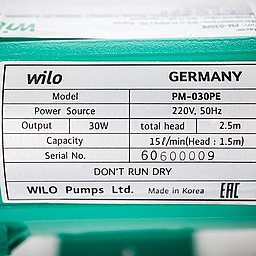 wilo GERMANY
Model PM-030PE
Power Source 220V, 50Hz
Output 30W total head 2.5m
Capacity 15ℓ/min(Head : 1.5m)
Serial No. 60600009
DON'T RUN DRY
WILO Pumps Ltd. Made in Korea EAC